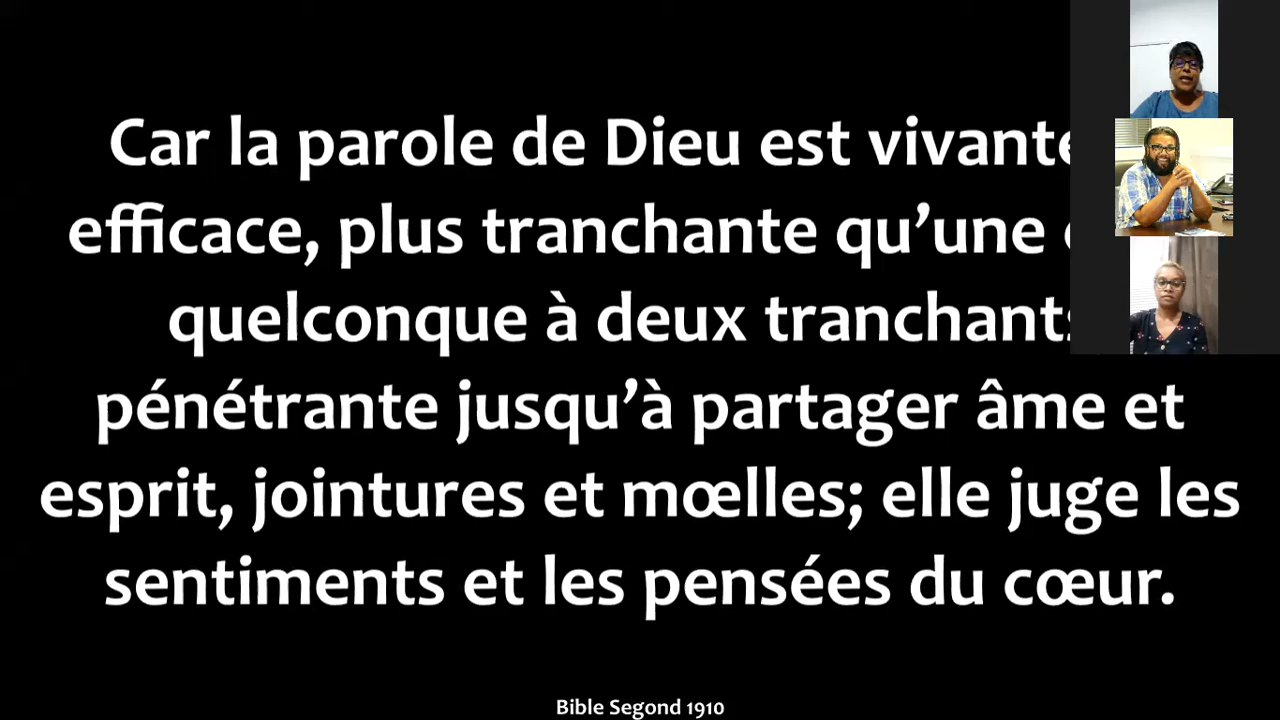 Car la parole de Dieu est vivante
efficace, plus tranchante qu’une
quelconque à deux tranchants
pénétrante jusqu’à partager âme et
esprit, jointures et mœlles; elle juge les
sentiments et les pensées du cœur.
Bible Segond 1910